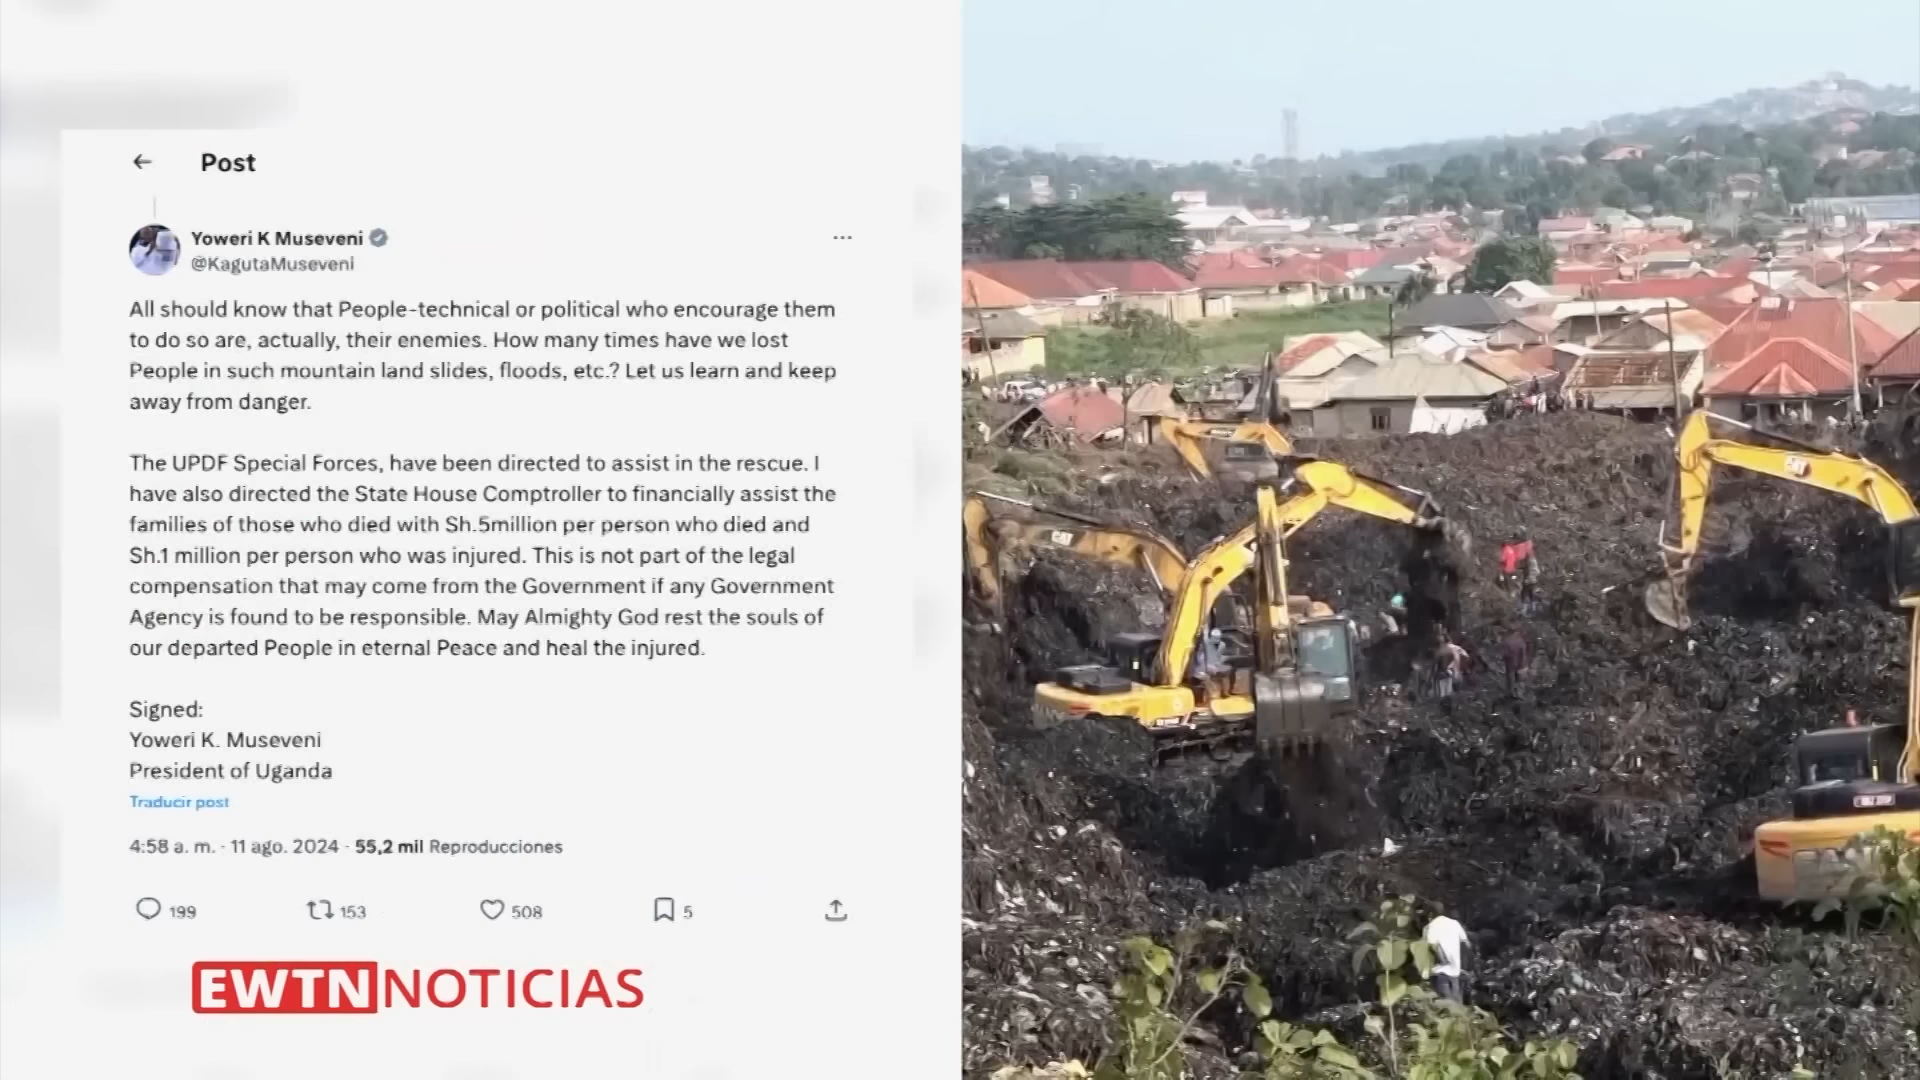 Post
Yoweri K Museveni
@KagutaMuseveni
All should know that People-technical or political who encourage them
to do so are, actually, their enemies. How many times have we lost
People in such mountain land slides, floods, etc.? Let us learn and keep
away from danger.
The UPDF Special Forces, have been directed to assist in the rescue. I
have also directed the State House Comptroller to financially assist the
families of those who died with Sh.5million per person who died and
Sh.1 million per person who was injured. This is not part of the legal
compensation that may come from the Government if any Government
Agency is found to be responsible. May Almighty God rest the souls of
our departed People in eternal Peace and heal the injured.
Signed:
Yoweri K. Museveni
President of Uganda
Traducir post
4:58 a. m. · 11 ago. 2024 · 55,2 mil Reproducciones
199 153 508 5
EWTN NOTICIAS
CAT
CAT